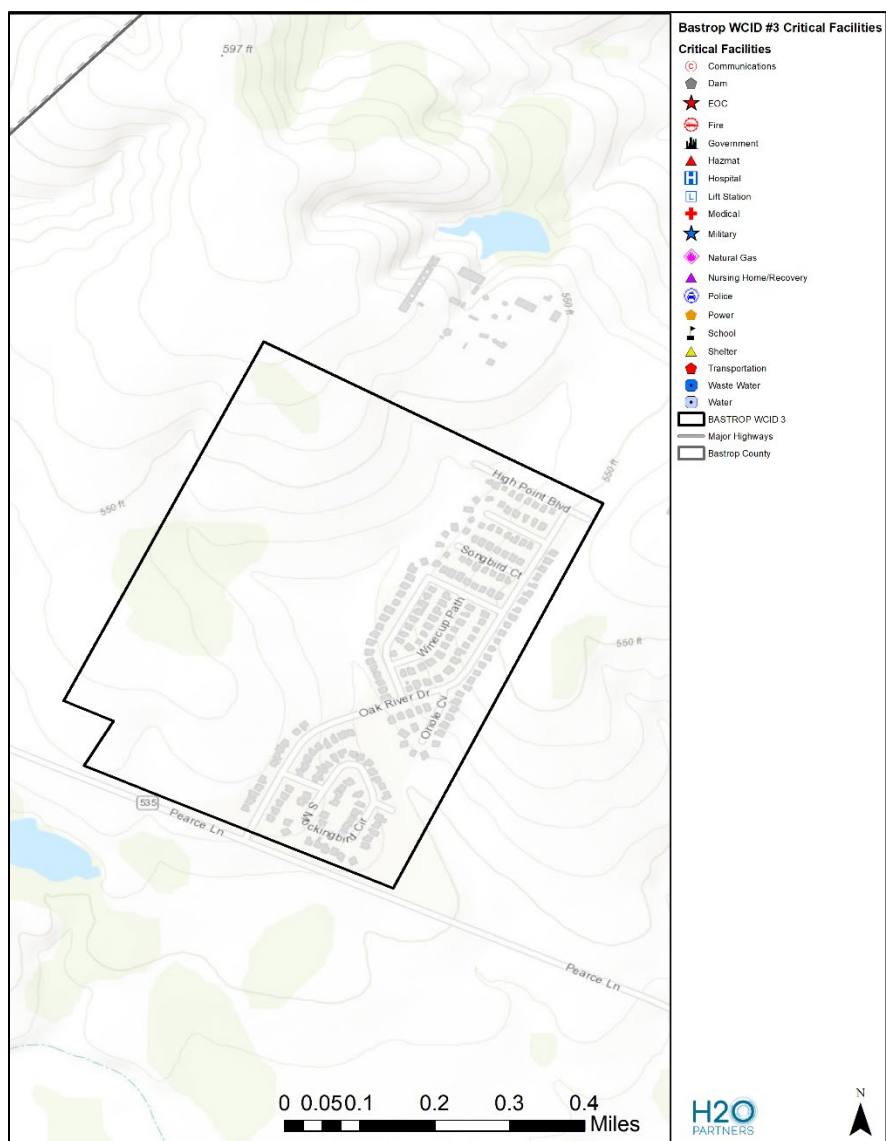 Bastrop WCID #3 Critical Facilities
Critical Facilities
C Communications
Dam
EOC
Fire
Government
Hazmat
H Hospital
L Lift Station
Medical
Military
Natural Gas
Nursing Home/Recovery
Police
Power
School
Shelter
Transportation
Waste Water
Water
BASTROP WCID 3
Major Highways
Bastrop County
597 ft
550 ft
550 ft
High Point Blvd
550 ft
Songbird Ct
Winecup Path
550 ft
Oak River Dr
Oriole Cv
535
Pearce Ln
S Mo
ckingbird Cir
Pearce Ln
0 0.05 0.1 0.2 0.3 0.4
Miles
H2O
PARTNERS
N